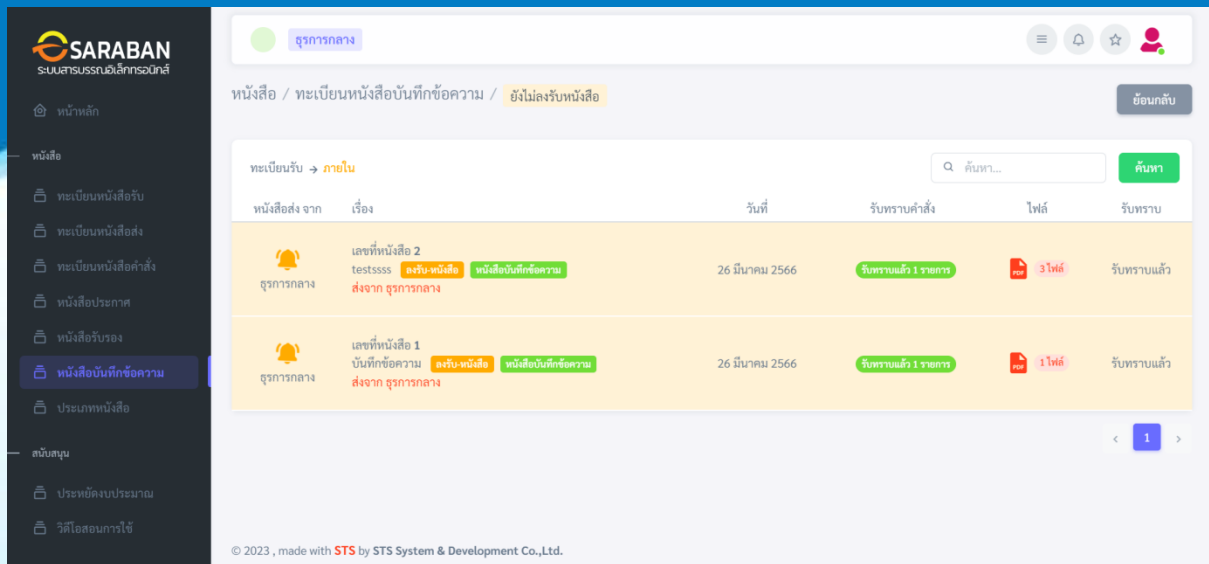 SARABAN
ระบบสารบรรณอิเล็กทรอนิกส์
หน้าหลัก
หนังสือ
ทะเบียนหนังสือรับ
ทะเบียนหนังสือส่ง
ทะเบียนหนังสือคำสั่ง
หนังสือประกาศ
หนังสือรับรอง
หนังสือบันทึกข้อความ
ประเภทหนังสือ
สนับสนุน
ประหยัดงบประมาณ
วิดีโอสอนการใช้
ธุรการกลาง
หนังสือ / ทะเบียนหนังสือบันทึกข้อความ / ยังไม่ลงรับหนังสือ
ย้อนกลับ
ทะเบียนรับ → ภายใน
ค้นหา...
ค้นหา
หนังสือส่ง จาก เรื่อง วันที่ รับทราบคำสั่ง ไฟล์ รับทราบ
เลขที่หนังสือ 2
testssss ลงรับ-หนังสือ หนังสือบันทึกข้อความ
ส่งจาก ธุรการกลาง
ธุรการกลาง
26 มีนาคม 2566
รับทราบแล้ว 1 รายการ
PDF 3 ไฟล์
รับทราบแล้ว
เลขที่หนังสือ 1
บันทึกข้อความ ลงรับ-หนังสือ หนังสือบันทึกข้อความ
ส่งจาก ธุรการกลาง
ธุรการกลาง
26 มีนาคม 2566
รับทราบแล้ว 1 รายการ
PDF 1 ไฟล์
รับทราบแล้ว
‹ 1 ›
© 2023 , made with STS by STS System & Development Co.,Ltd.